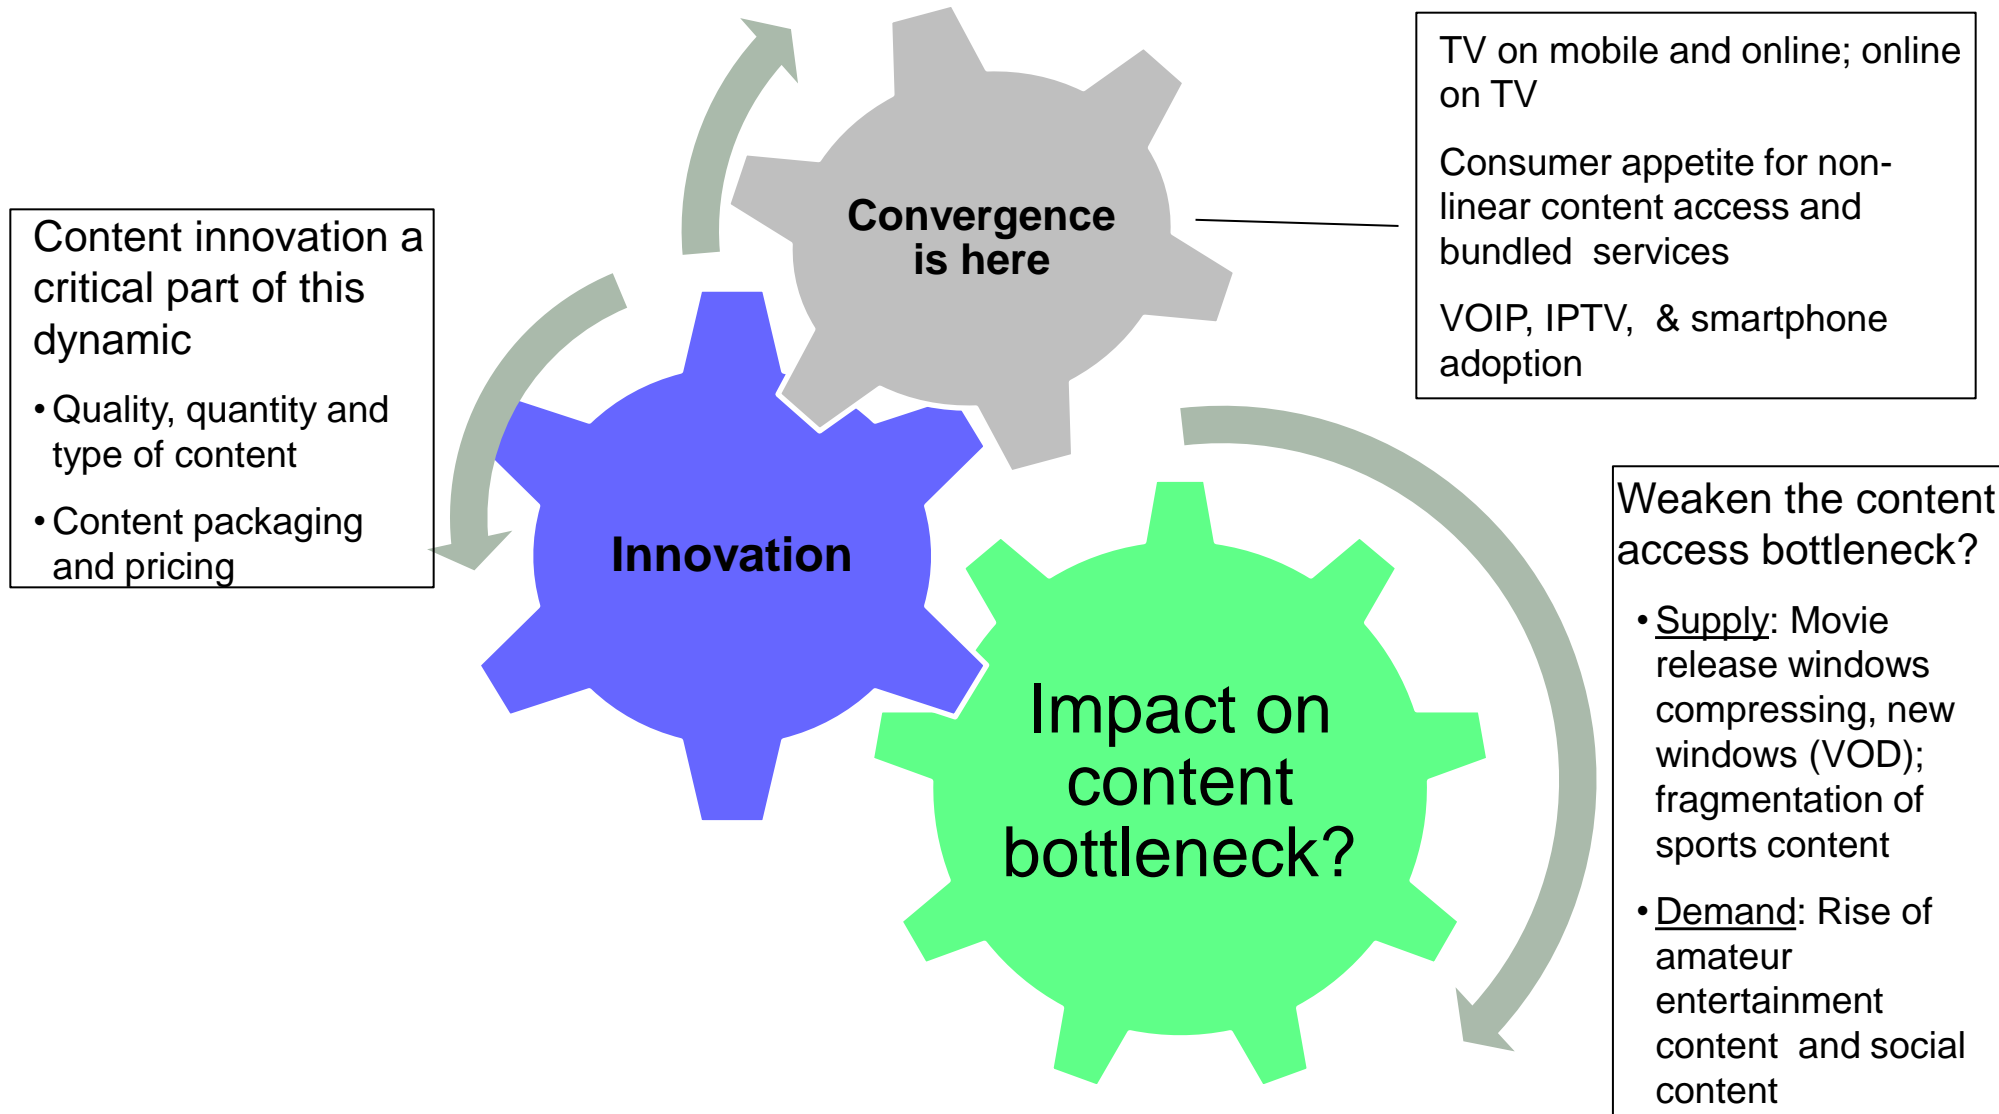 Convergence
is here
TV on mobile and online; online
on TV
Consumer appetite for non-
linear content access and
bundled services
VOIP, IPTV, & smartphone
adoption
Content innovation a
critical part of this
dynamic
• Quality, quantity and
type of content
• Content packaging
and pricing
Innovation
Impact on
content
bottleneck?
Weaken the content
access bottleneck?
• Supply: Movie
release windows
compressing, new
windows (VOD);
fragmentation of
sports content
• Demand: Rise of
amateur
entertainment
content and social
content